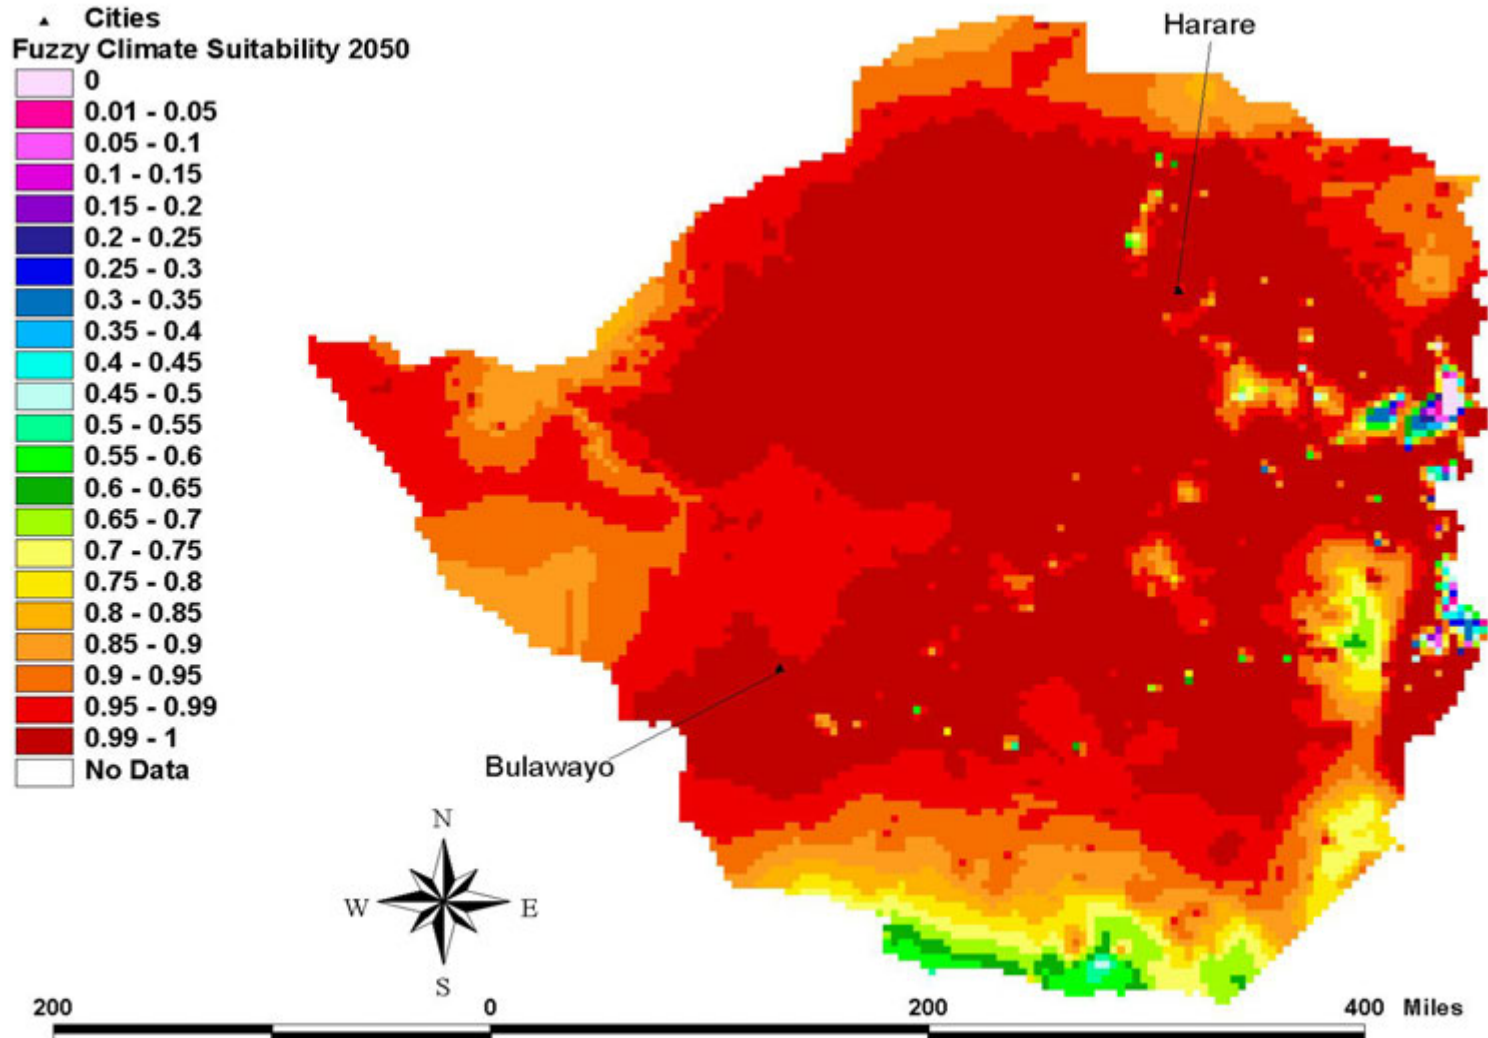 Cities
Fuzzy Climate Suitability 2050
0
0.01 - 0.05
0.05 - 0.1
0.1 - 0.15
0.15 - 0.2
0.2 - 0.25
0.25 - 0.3
0.3 - 0.35
0.35 - 0.4
0.4 - 0.45
0.45 - 0.5
0.5 - 0.55
0.55 - 0.6
0.6 - 0.65
0.65 - 0.7
0.7 - 0.75
0.75 - 0.8
0.8 - 0.85
0.85 - 0.9
0.9 - 0.95
0.95 - 0.99
0.99 - 1
No Data
Harare
Bulawayo
N
W E
S
200 0 200 400 Miles